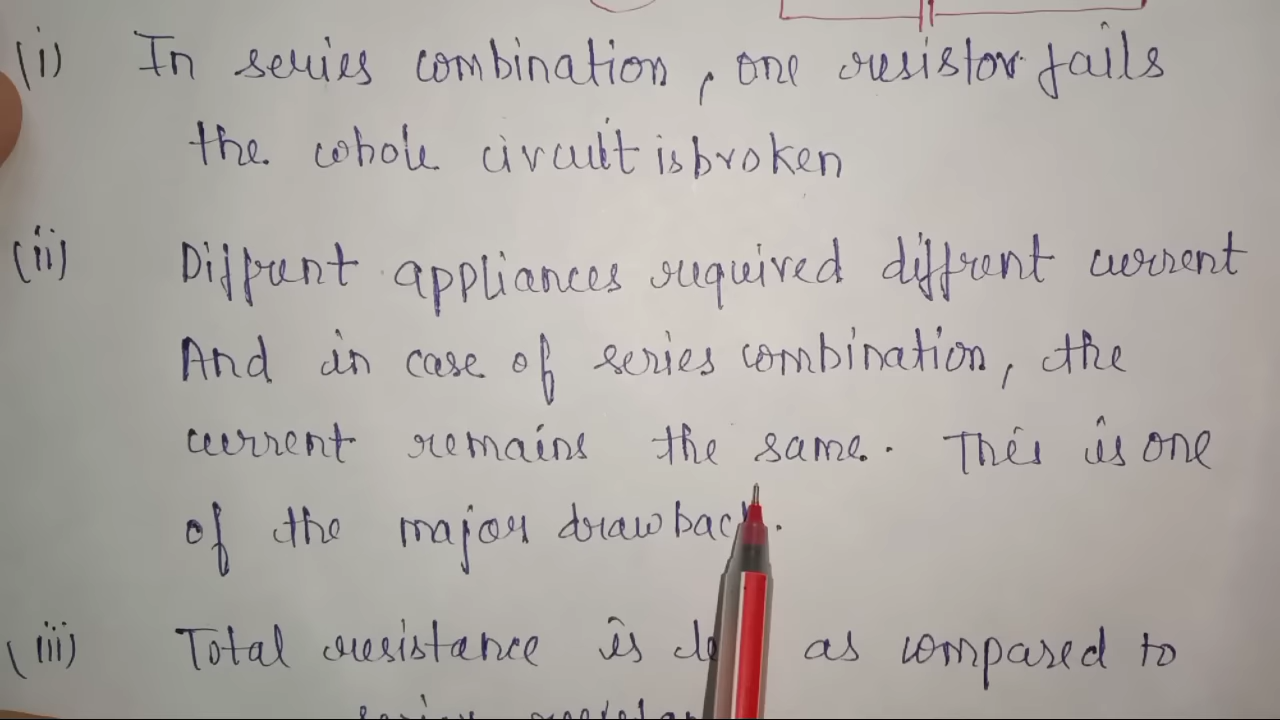 (i) In series combination, one resistor fails
the whole circuit is broken
(ii) Diffrent appliances required diffrent current
And in case of series combination, the
current remains the same. This is one
of the major drawback.
(iii) Total resistance is as compared to
series